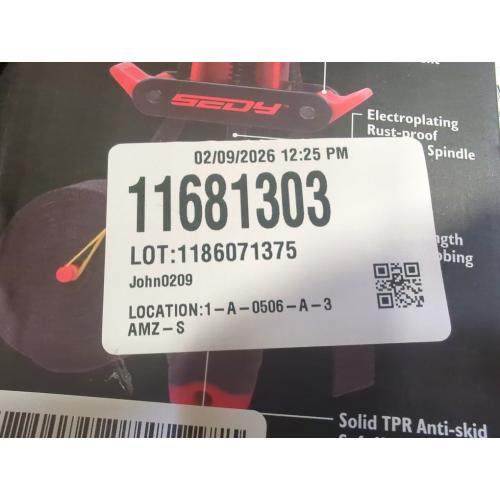 SEDY
Electroplating
Rust-proof
Spindle
02/09/2026 12:25 PM
11681303
LOT:1186071375
John0209
LOCATION:1-A-0506-A-3
AMZ-S
Solid TPR Anti-skid